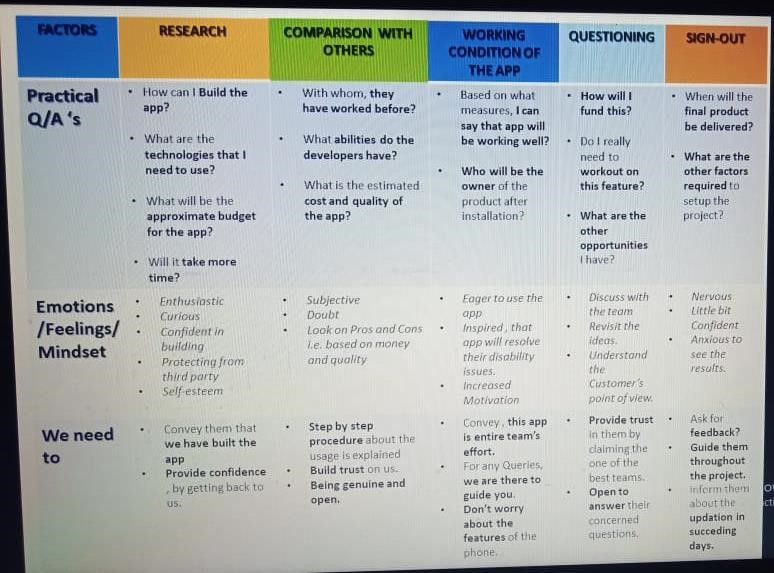 FACTORS
RESEARCH
COMPARISON WITH
OTHERS
WORKING
CONDITION OF
THE APP
QUESTIONING
SIGN-OUT
Practical
Q/A 's
• How can I Build the
app?
• What are the
technologies that I
need to use?
• What will be the
approximate budget
for the app?
• Will it take more
time?
• With whom, they
have worked before?
• What abilities do the
developers have?
• What is the estimated
cost and quality of
the app?
• Based on what
measures, I can
say that app will
be working well?
• Who will be the
owner of the
product after
installation?
• How will I
fund this?
• Do I really
need to
workout on
this feature?
• What are the
other
opportunities
I have?
• When will the
final product
be delivered?
• What are the
other factors
required to
setup the
project?
Emotions
/Feelings/
Mindset
• Enthusiastic
• Curious
• Confident in
building
• Protecting from
third party
• Self-esteem
• Subjective
• Doubt
• Look on Pros and Cons
i.e. based on money
and quality
• Eager to use the
app
• Inspired, that
app will resolve
their disability
issues.
• Increased
Motivation
• Discuss with
the team
• Revisit the
ideas.
• Understand
the
Customer's
point of view.
• Nervous
• Little bit
Confident
• Anxious to
see the
results.
We need
to
• Convey them that
we have built the
app
• Provide confidence
, by getting back to
us.
• Step by step
procedure about the
usage is explained
• Build trust on us.
• Being genuine and
open.
• Convey, this app
is entire team's
effort.
• For any Queries,
we are there to
guide you.
• Don't worry
about the
features of the
phone.
• Provide trust
in them by
claiming the
one of the
best teams.
• Open to
answer their
concerned
questions.
• Ask for
feedback?
• Guide them
throughout
the project.
• Inform them
about the
updation in
succeding
days.